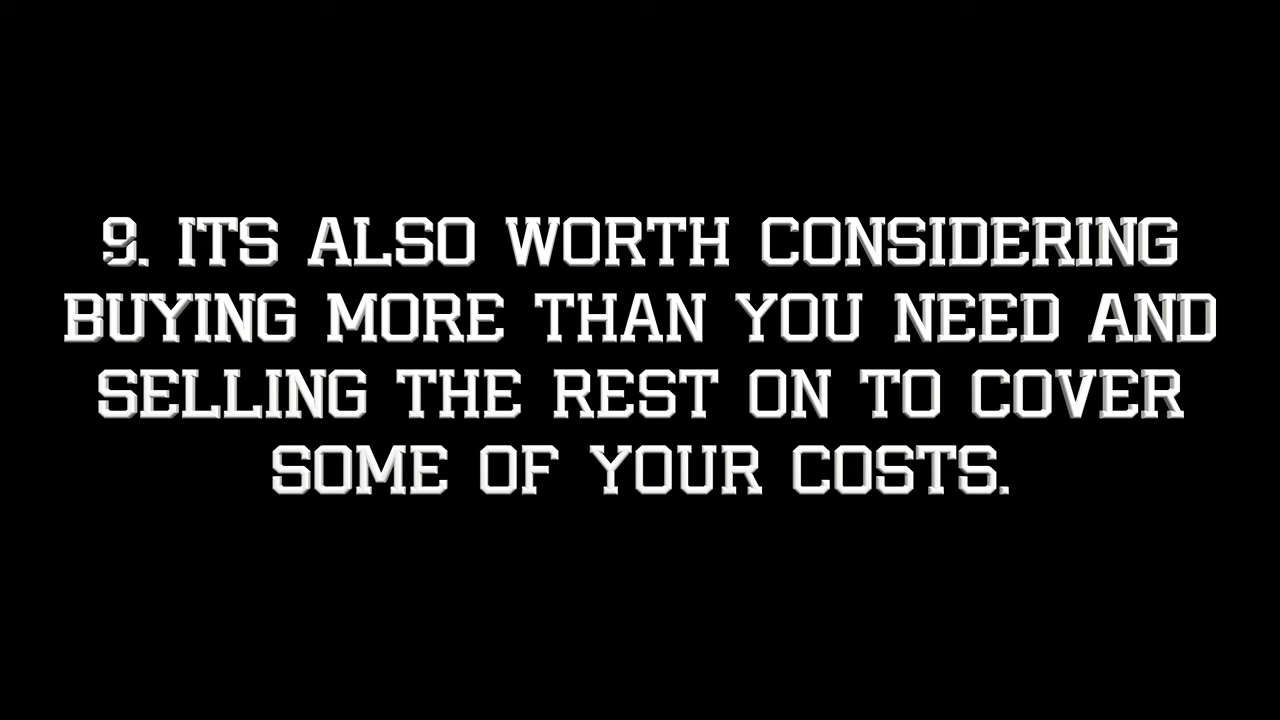 9. ITS ALSO WORTH CONSIDERING
BUYING MORE THAN YOU NEED AND
SELLING THE REST ON TO COVER
SOME OF YOUR COSTS.